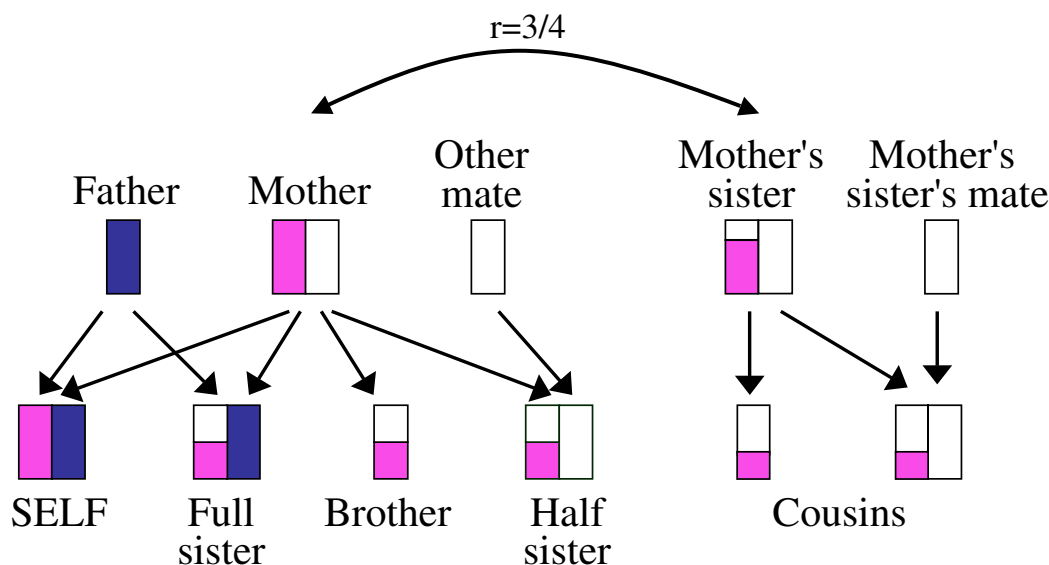 r=3/4
Father
Mother
Other
mate
Mother's
sister
Mother's
sister's mate
SELF
Full
sister
Brother
Half
sister
Cousins